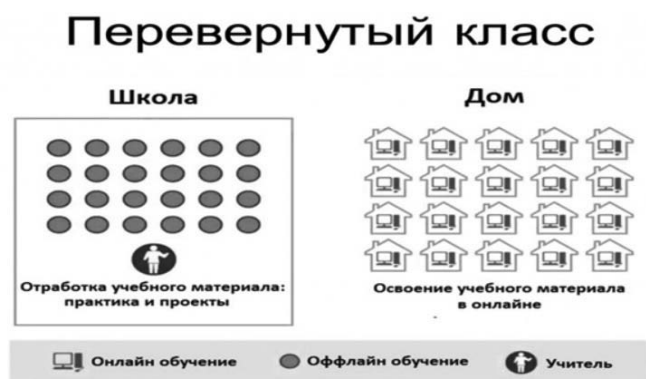 Перевернутый класс
Школа
Дом
Отработка учебного материала:
практика и проекты
Освоение учебного материала
в онлайне
Онлайн обучение
Оффлайн обучение
Учитель